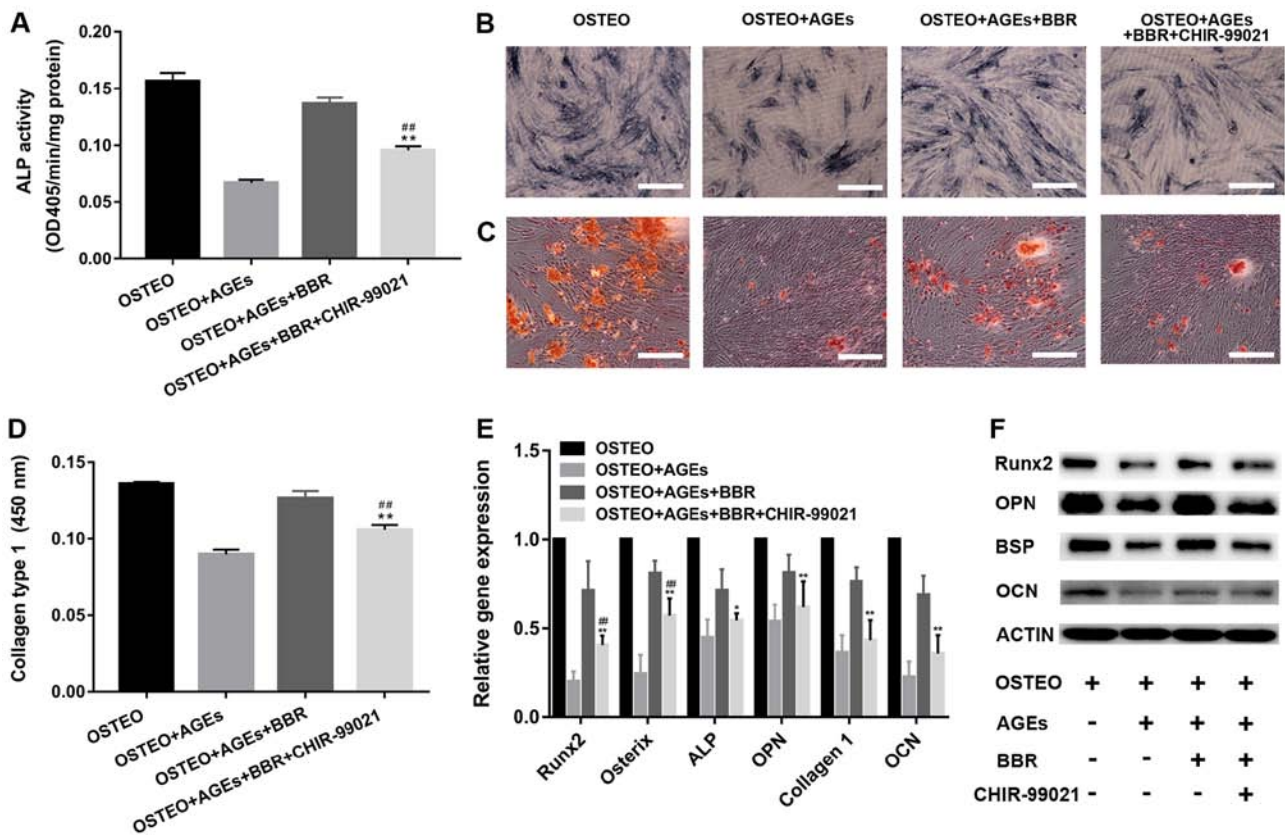 A
ALP activity
(OD405/min/mg protein)
0.20
0.15
0.10
0.05
0.00
##
**
OSTEO
OSTEO+AGEs
OSTEO+AGEs+BBR
OSTEO+AGEs+BBR+CHIR-99021
B
OSTEO
OSTEO+AGEs
OSTEO+AGEs+BBR
OSTEO+AGEs
+BBR+CHIR-99021
C
D
Collagen type 1 (450 nm)
0.15
0.10
0.05
0.00
##
**
OSTEO
OSTEO+AGEs
OSTEO+AGEs+BBR
OSTEO+AGEs+BBR+CHIR-99021
E
OSTEO
OSTEO+AGEs
OSTEO+AGEs+BBR
OSTEO+AGEs+BBR+CHIR-99021
Relative gene expression
1.0
0.5
0.0
##
**
##
**
*
**
**
**
Runx2
Osterix
ALP
OPN
Collagen 1
OCN
F
Runx2
OPN
BSP
OCN
ACTIN
OSTEO + + + +
AGEs - + + +
BBR - - + +
CHIR-99021 - - - +